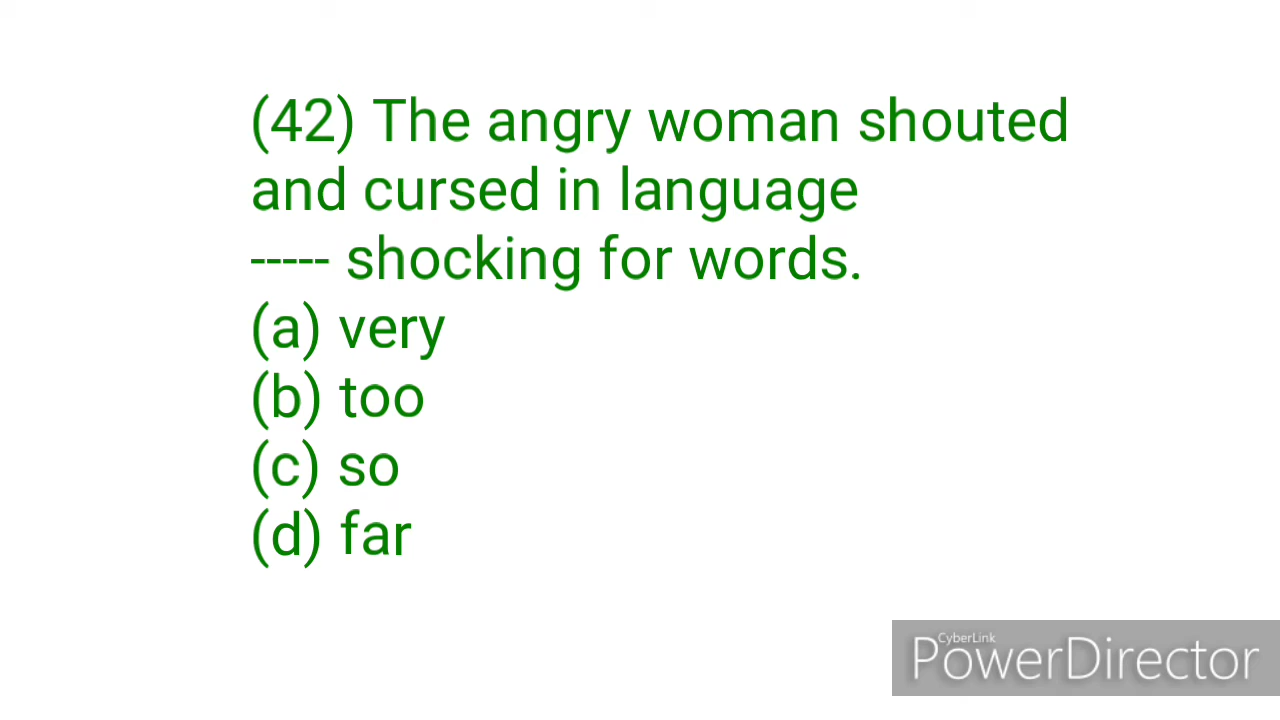 (42) The angry woman shouted
and cursed in language
----- shocking for words.
(a) very
(b) too
(c) so
(d) far
CyberLink
PowerDirector